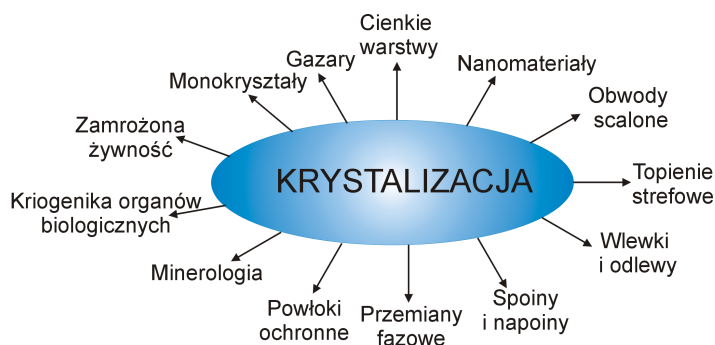 Cienkie
warstwy
Gazary
Nanomateriały
Monokryształy
Obwody
scalone
Zamrożona
żywność
KRYSTALIZACJA
Topienie
strefowe
Kriogenika organów
biologicznych
Wlewki
i odlewy
Minerologia
Powłoki
ochronne
Przemiany
fazowe
Spoiny
i napoiny